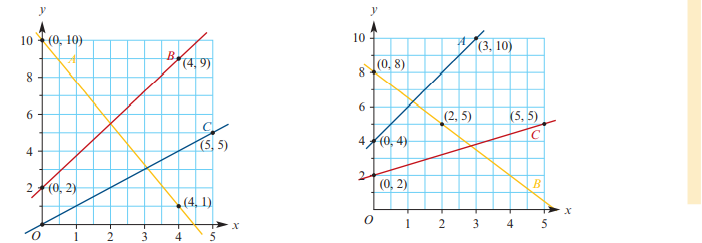 y
10
(0, 10)
A
B
(4, 9)
8
6
C
(5, 5)
4
2
(0, 2)
(4, 1)
x
O
1
2
3
4
5
y
10
A
(3, 10)
(0, 8)
8
6
(2, 5)
(5, 5)
C
4
(0, 4)
2
(0, 2)
B
x
O
1
2
3
4
5